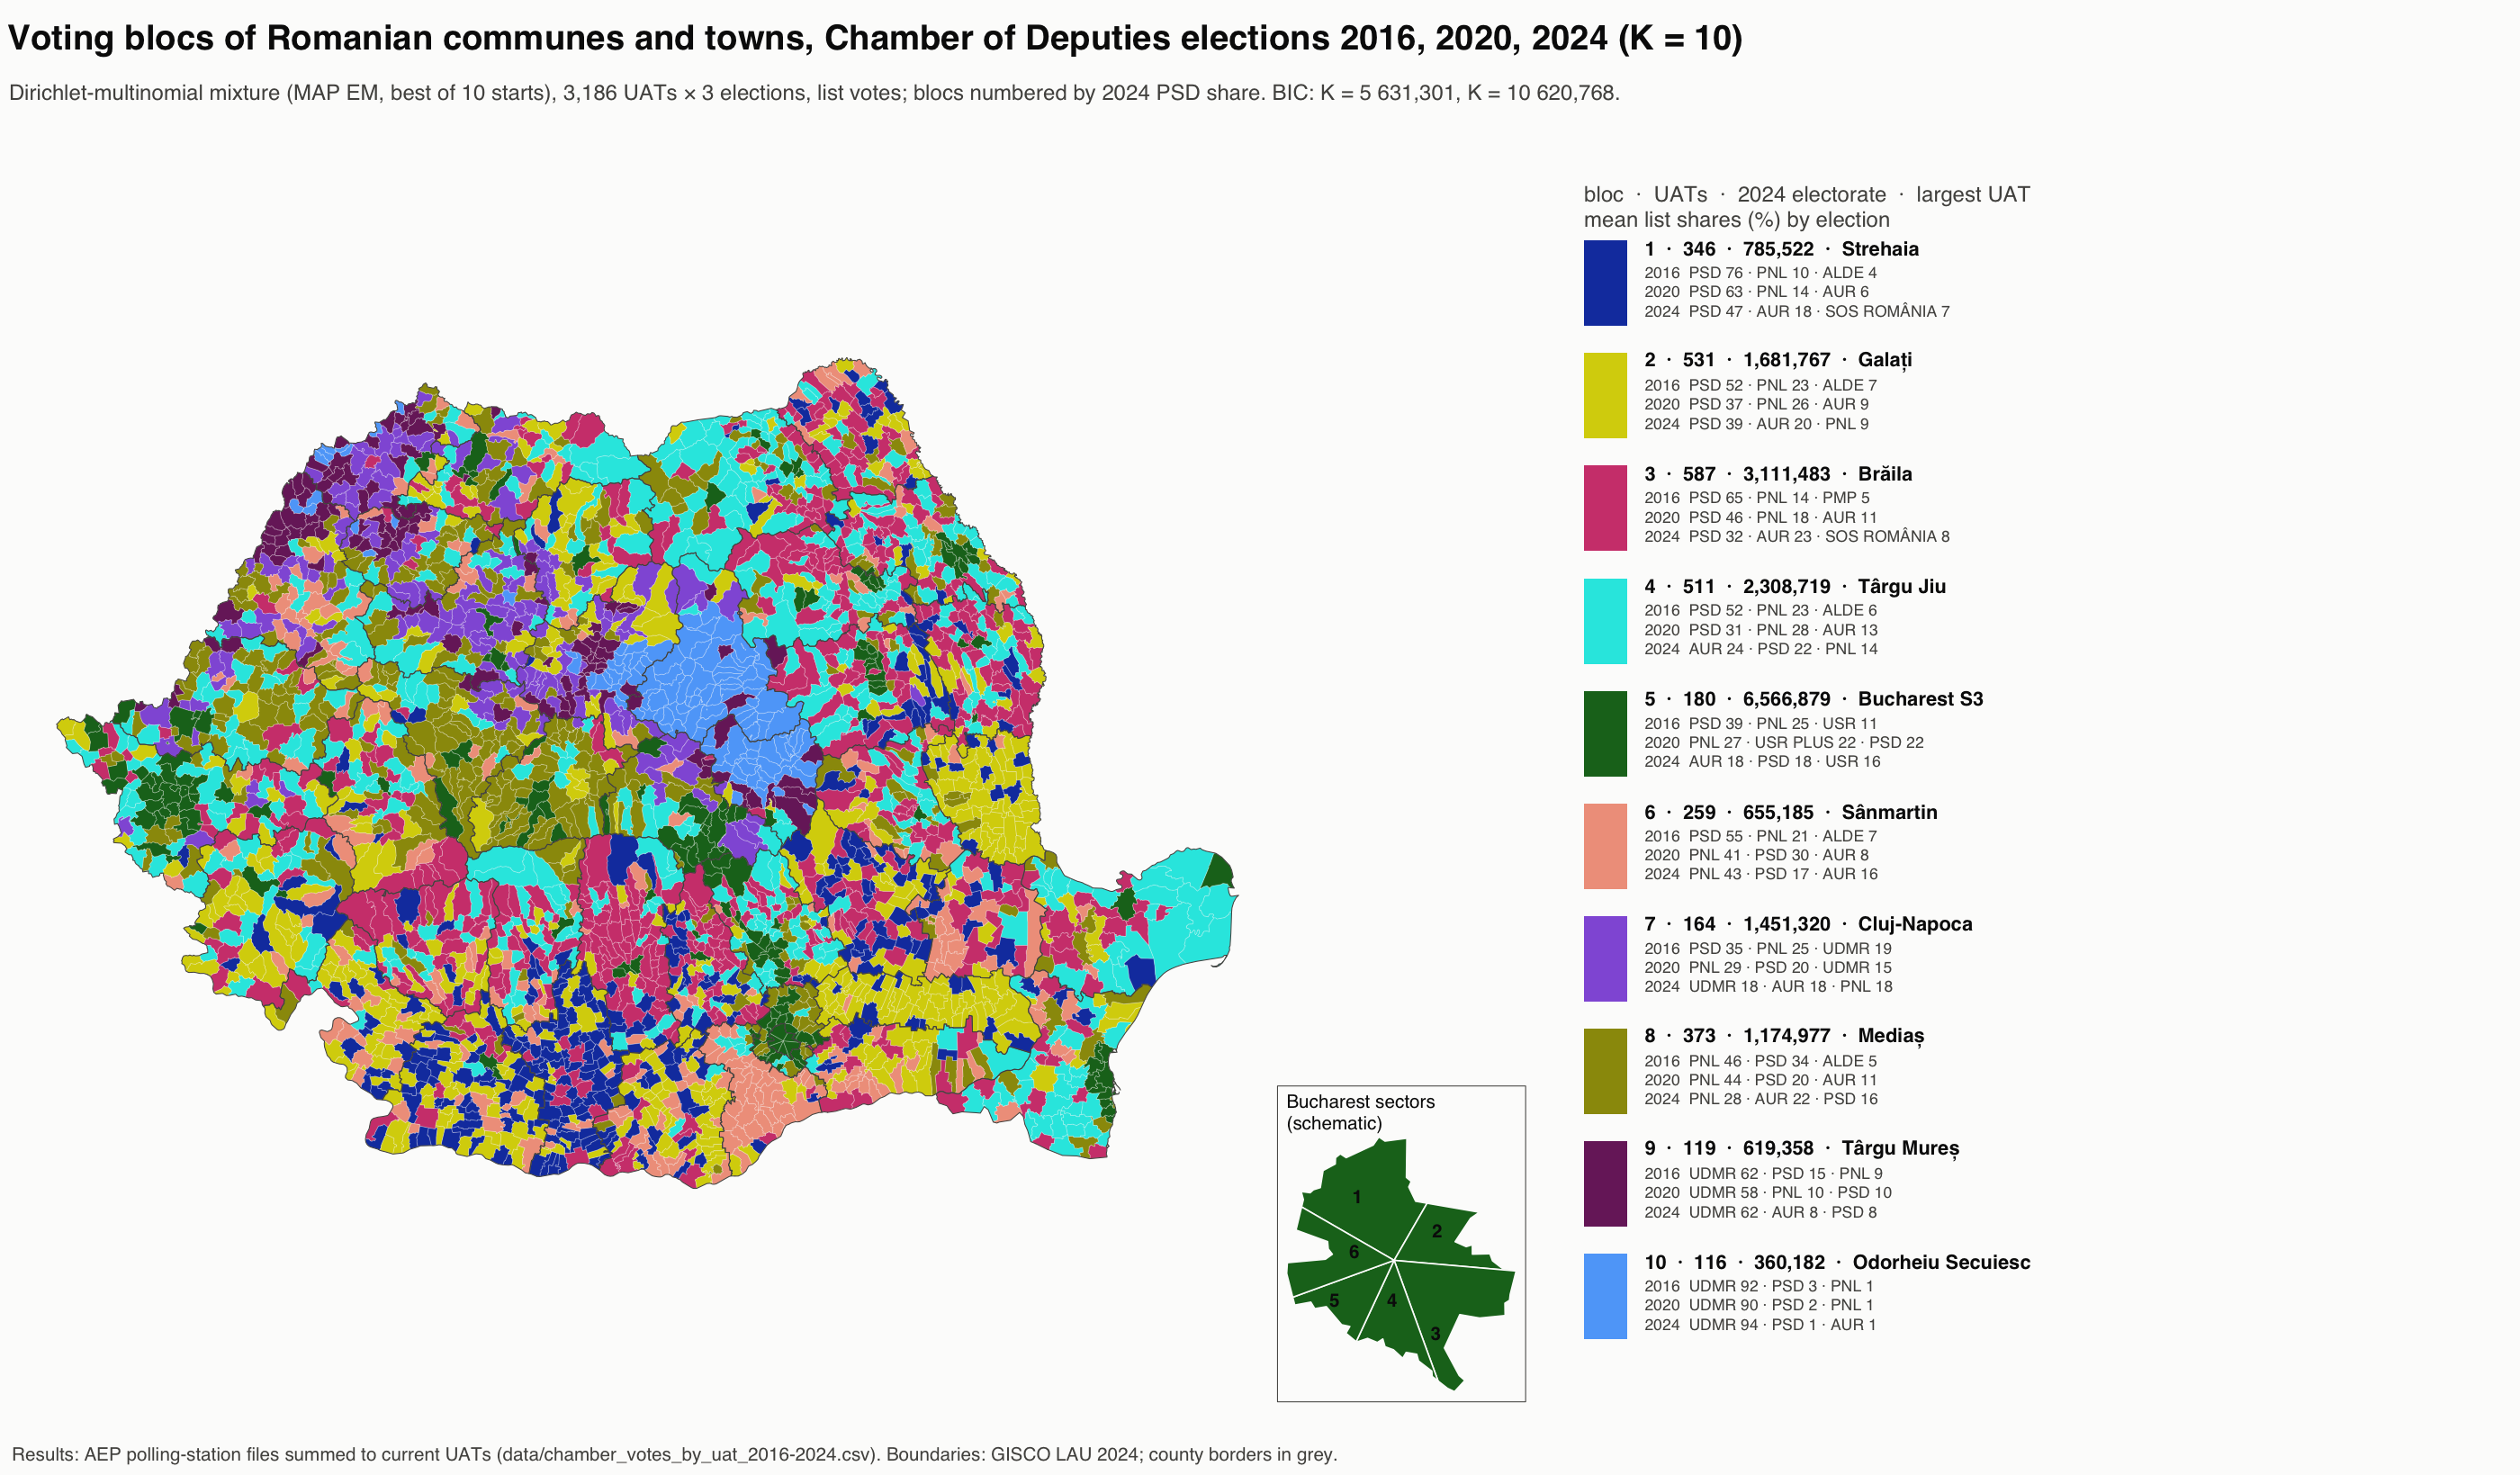 Voting blocs of Romanian communes and towns, Chamber of Deputies elections 2016, 2020, 2024 (K = 10)
Dirichlet-multinomial mixture (MAP EM, best of 10 starts), 3,186 UATs × 3 elections, list votes; blocs numbered by 2024 PSD share. BIC: K = 5 631,301, K = 10 620,768.
bloc · UATs · 2024 electorate · largest UAT
mean list shares (%) by election
1 · 346 · 785,522 · Strehaia
2016 PSD 76 · PNL 10 · ALDE 4
2020 PSD 63 · PNL 14 · AUR 6
2024 PSD 47 · AUR 18 · SOS ROMÂNIA 7
2 · 531 · 1,681,767 · Galați
2016 PSD 52 · PNL 23 · ALDE 7
2020 PSD 37 · PNL 26 · AUR 9
2024 PSD 39 · AUR 20 · PNL 9
3 · 587 · 3,111,483 · Brăila
2016 PSD 65 · PNL 14 · PMP 5
2020 PSD 46 · PNL 18 · AUR 11
2024 PSD 32 · AUR 23 · SOS ROMÂNIA 8
4 · 511 · 2,308,719 · Târgu Jiu
2016 PSD 52 · PNL 23 · ALDE 6
2020 PSD 31 · PNL 28 · AUR 13
2024 AUR 24 · PSD 22 · PNL 14
5 · 180 · 6,566,879 · Bucharest S3
2016 PSD 39 · PNL 25 · USR 11
2020 PNL 27 · USR PLUS 22 · PSD 22
2024 AUR 18 · PSD 18 · USR 16
6 · 259 · 655,185 · Sânmartin
2016 PSD 55 · PNL 21 · ALDE 7
2020 PNL 41 · PSD 30 · AUR 8
2024 PNL 43 · PSD 17 · AUR 16
7 · 164 · 1,451,320 · Cluj-Napoca
2016 PSD 35 · PNL 25 · UDMR 19
2020 PNL 29 · PSD 20 · UDMR 15
2024 UDMR 18 · AUR 18 · PNL 18
8 · 373 · 1,174,977 · Mediaș
2016 PNL 46 · PSD 34 · ALDE 5
2020 PNL 44 · PSD 20 · AUR 11
2024 PNL 28 · AUR 22 · PSD 16
9 · 119 · 619,358 · Târgu Mureș
2016 UDMR 62 · PSD 15 · PNL 9
2020 UDMR 58 · PNL 10 · PSD 10
2024 UDMR 62 · AUR 8 · PSD 8
10 · 116 · 360,182 · Odorheiu Secuiesc
2016 UDMR 92 · PSD 3 · PNL 1
2020 UDMR 90 · PSD 2 · PNL 1
2024 UDMR 94 · PSD 1 · AUR 1
Bucharest sectors
(schematic)
1
2
6
5
4
3
Results: AEP polling-station files summed to current UATs (data/chamber_votes_by_uat_2016-2024.csv). Boundaries: GISCO LAU 2024; county borders in grey.